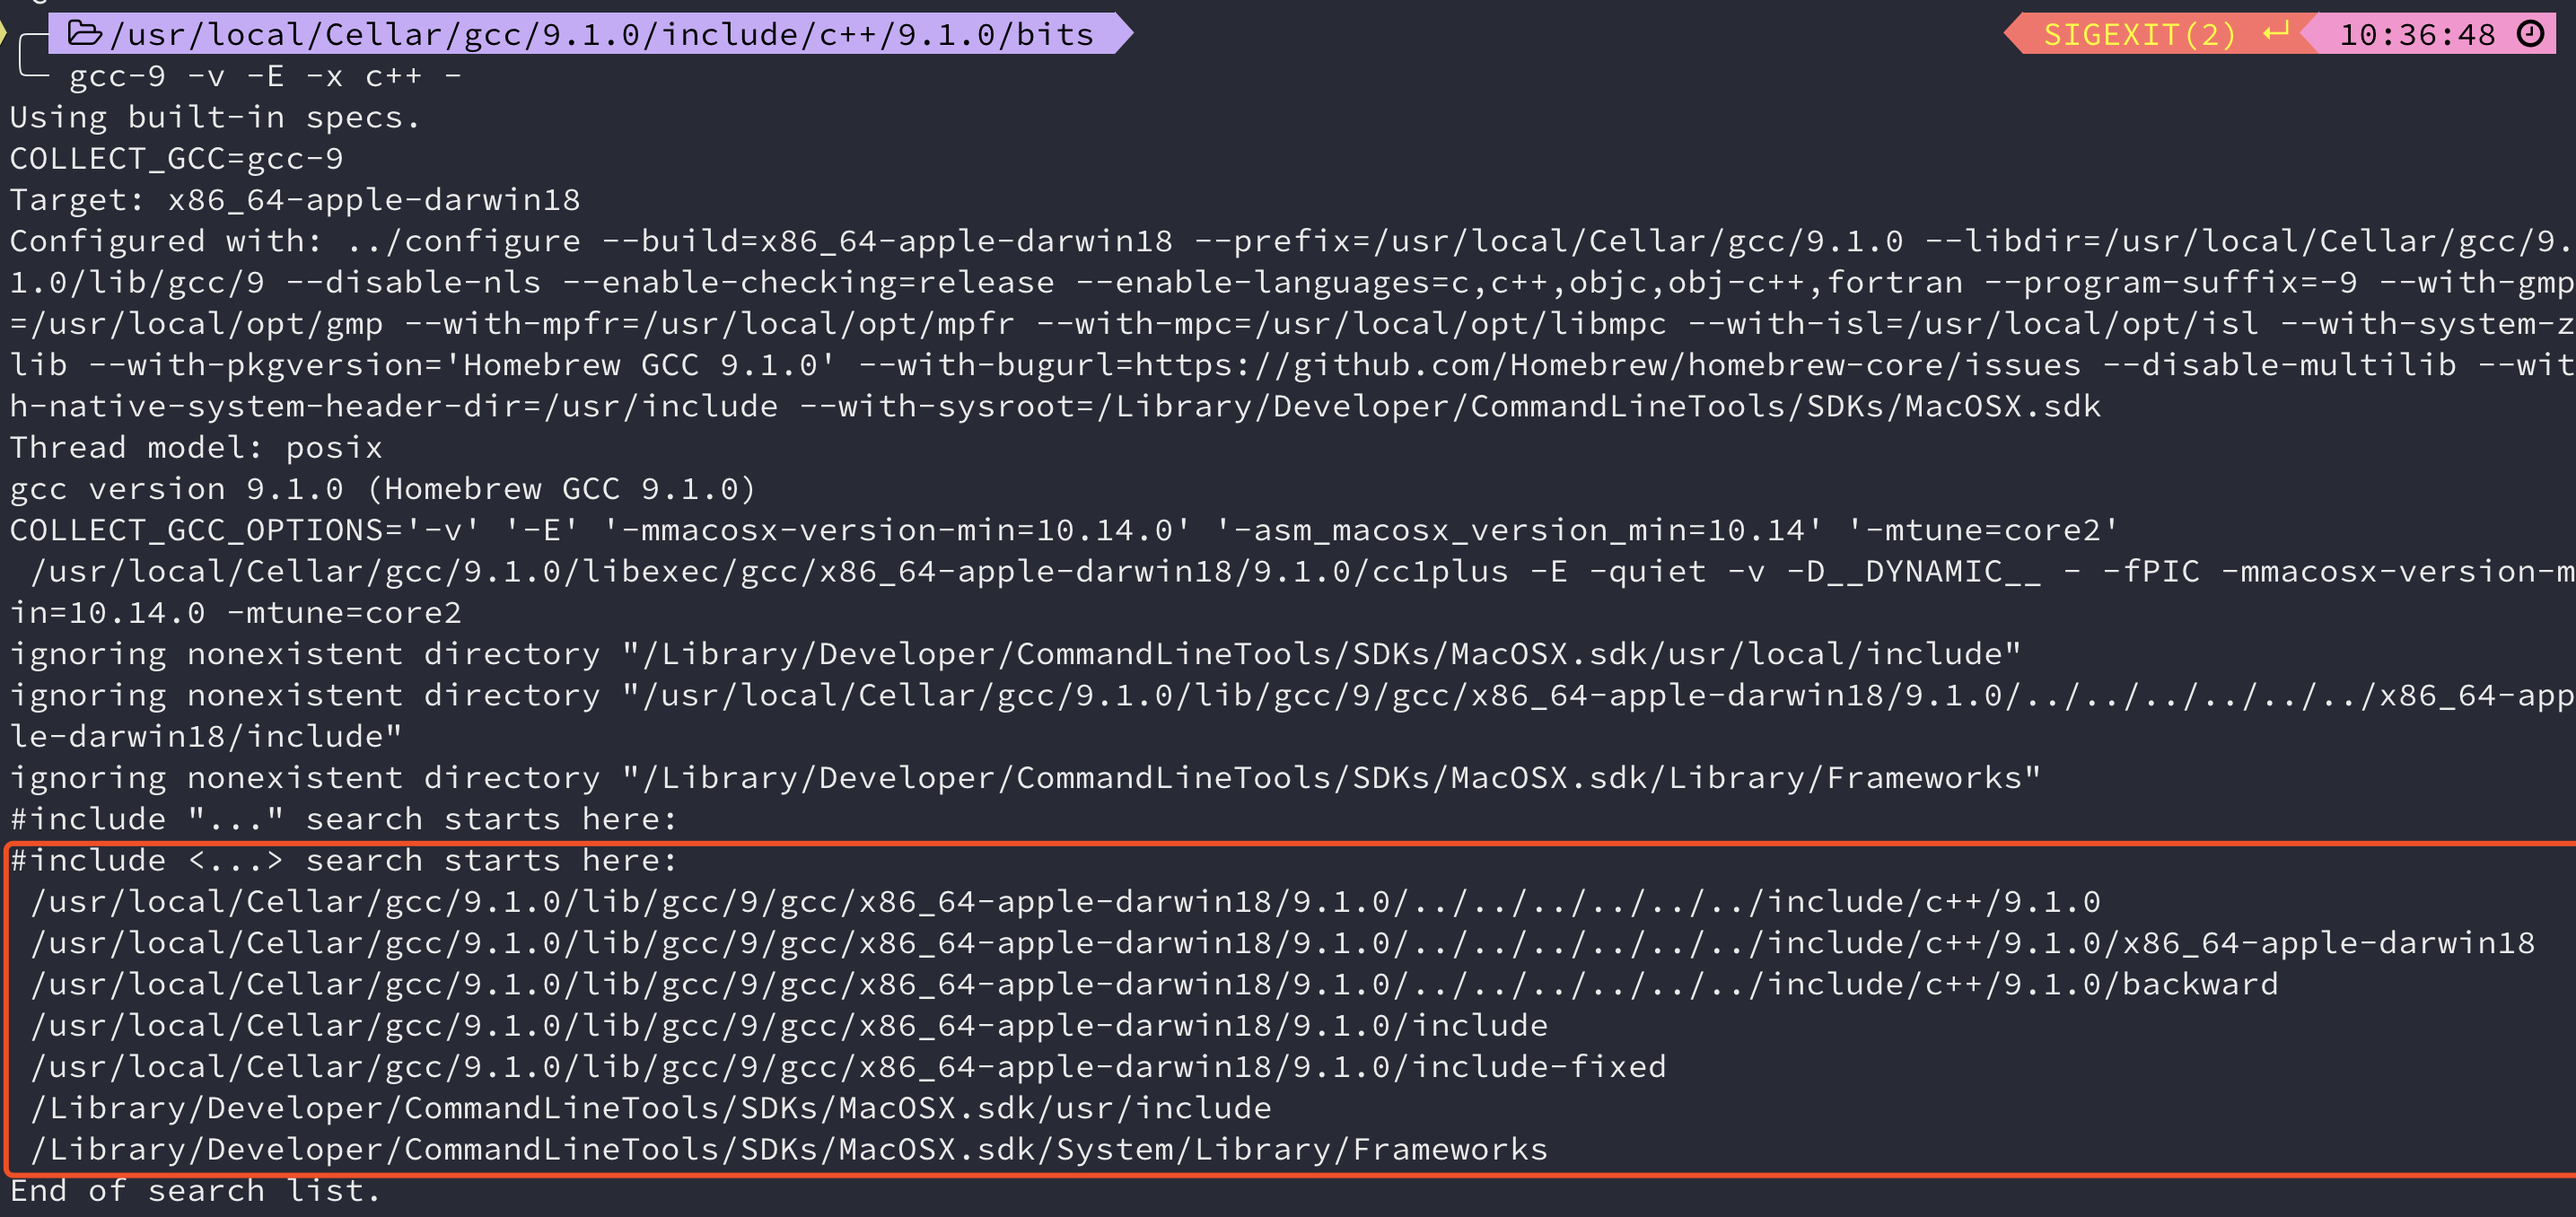 /usr/local/Cellar/gcc/9.1.0/include/c++/9.1.0/bits SIGEXIT(2) ↵ 10:36:48
gcc-9 -v -E -x c++ -
Using built-in specs.
COLLECT_GCC=gcc-9
Target: x86_64-apple-darwin18
Configured with: ../configure --build=x86_64-apple-darwin18 --prefix=/usr/local/Cellar/gcc/9.1.0 --libdir=/usr/local/Cellar/gcc/9.
1.0/lib/gcc/9 --disable-nls --enable-checking=release --enable-languages=c,c++,objc,obj-c++,fortran --program-suffix=-9 --with-gmp
=/usr/local/opt/gmp --with-mpfr=/usr/local/opt/mpfr --with-mpc=/usr/local/opt/libmpc --with-isl=/usr/local/opt/isl --with-system-z
lib --with-pkgversion='Homebrew GCC 9.1.0' --with-bugurl=https://github.com/Homebrew/homebrew-core/issues --disable-multilib --wit
h-native-system-header-dir=/usr/include --with-sysroot=/Library/Developer/CommandLineTools/SDKs/MacOSX.sdk
Thread model: posix
gcc version 9.1.0 (Homebrew GCC 9.1.0)
COLLECT_GCC_OPTIONS='-v' '-E' '-mmacosx-version-min=10.14.0' '-asm_macosx_version_min=10.14' '-mtune=core2'
 /usr/local/Cellar/gcc/9.1.0/libexec/gcc/x86_64-apple-darwin18/9.1.0/cc1plus -E -quiet -v -D__DYNAMIC__ - -fPIC -mmacosx-version-m
in=10.14.0 -mtune=core2
ignoring nonexistent directory "/Library/Developer/CommandLineTools/SDKs/MacOSX.sdk/usr/local/include"
ignoring nonexistent directory "/usr/local/Cellar/gcc/9.1.0/lib/gcc/9/gcc/x86_64-apple-darwin18/9.1.0/../../../../../../x86_64-app
le-darwin18/include"
ignoring nonexistent directory "/Library/Developer/CommandLineTools/SDKs/MacOSX.sdk/Library/Frameworks"
#include "..." search starts here:
#include <...> search starts here:
 /usr/local/Cellar/gcc/9.1.0/lib/gcc/9/gcc/x86_64-apple-darwin18/9.1.0/../../../../../../include/c++/9.1.0
 /usr/local/Cellar/gcc/9.1.0/lib/gcc/9/gcc/x86_64-apple-darwin18/9.1.0/../../../../../../include/c++/9.1.0/x86_64-apple-darwin18
 /usr/local/Cellar/gcc/9.1.0/lib/gcc/9/gcc/x86_64-apple-darwin18/9.1.0/../../../../../../include/c++/9.1.0/backward
 /usr/local/Cellar/gcc/9.1.0/lib/gcc/9/gcc/x86_64-apple-darwin18/9.1.0/include
 /usr/local/Cellar/gcc/9.1.0/lib/gcc/9/gcc/x86_64-apple-darwin18/9.1.0/include-fixed
 /Library/Developer/CommandLineTools/SDKs/MacOSX.sdk/usr/include
 /Library/Developer/CommandLineTools/SDKs/MacOSX.sdk/System/Library/Frameworks
End of search list.